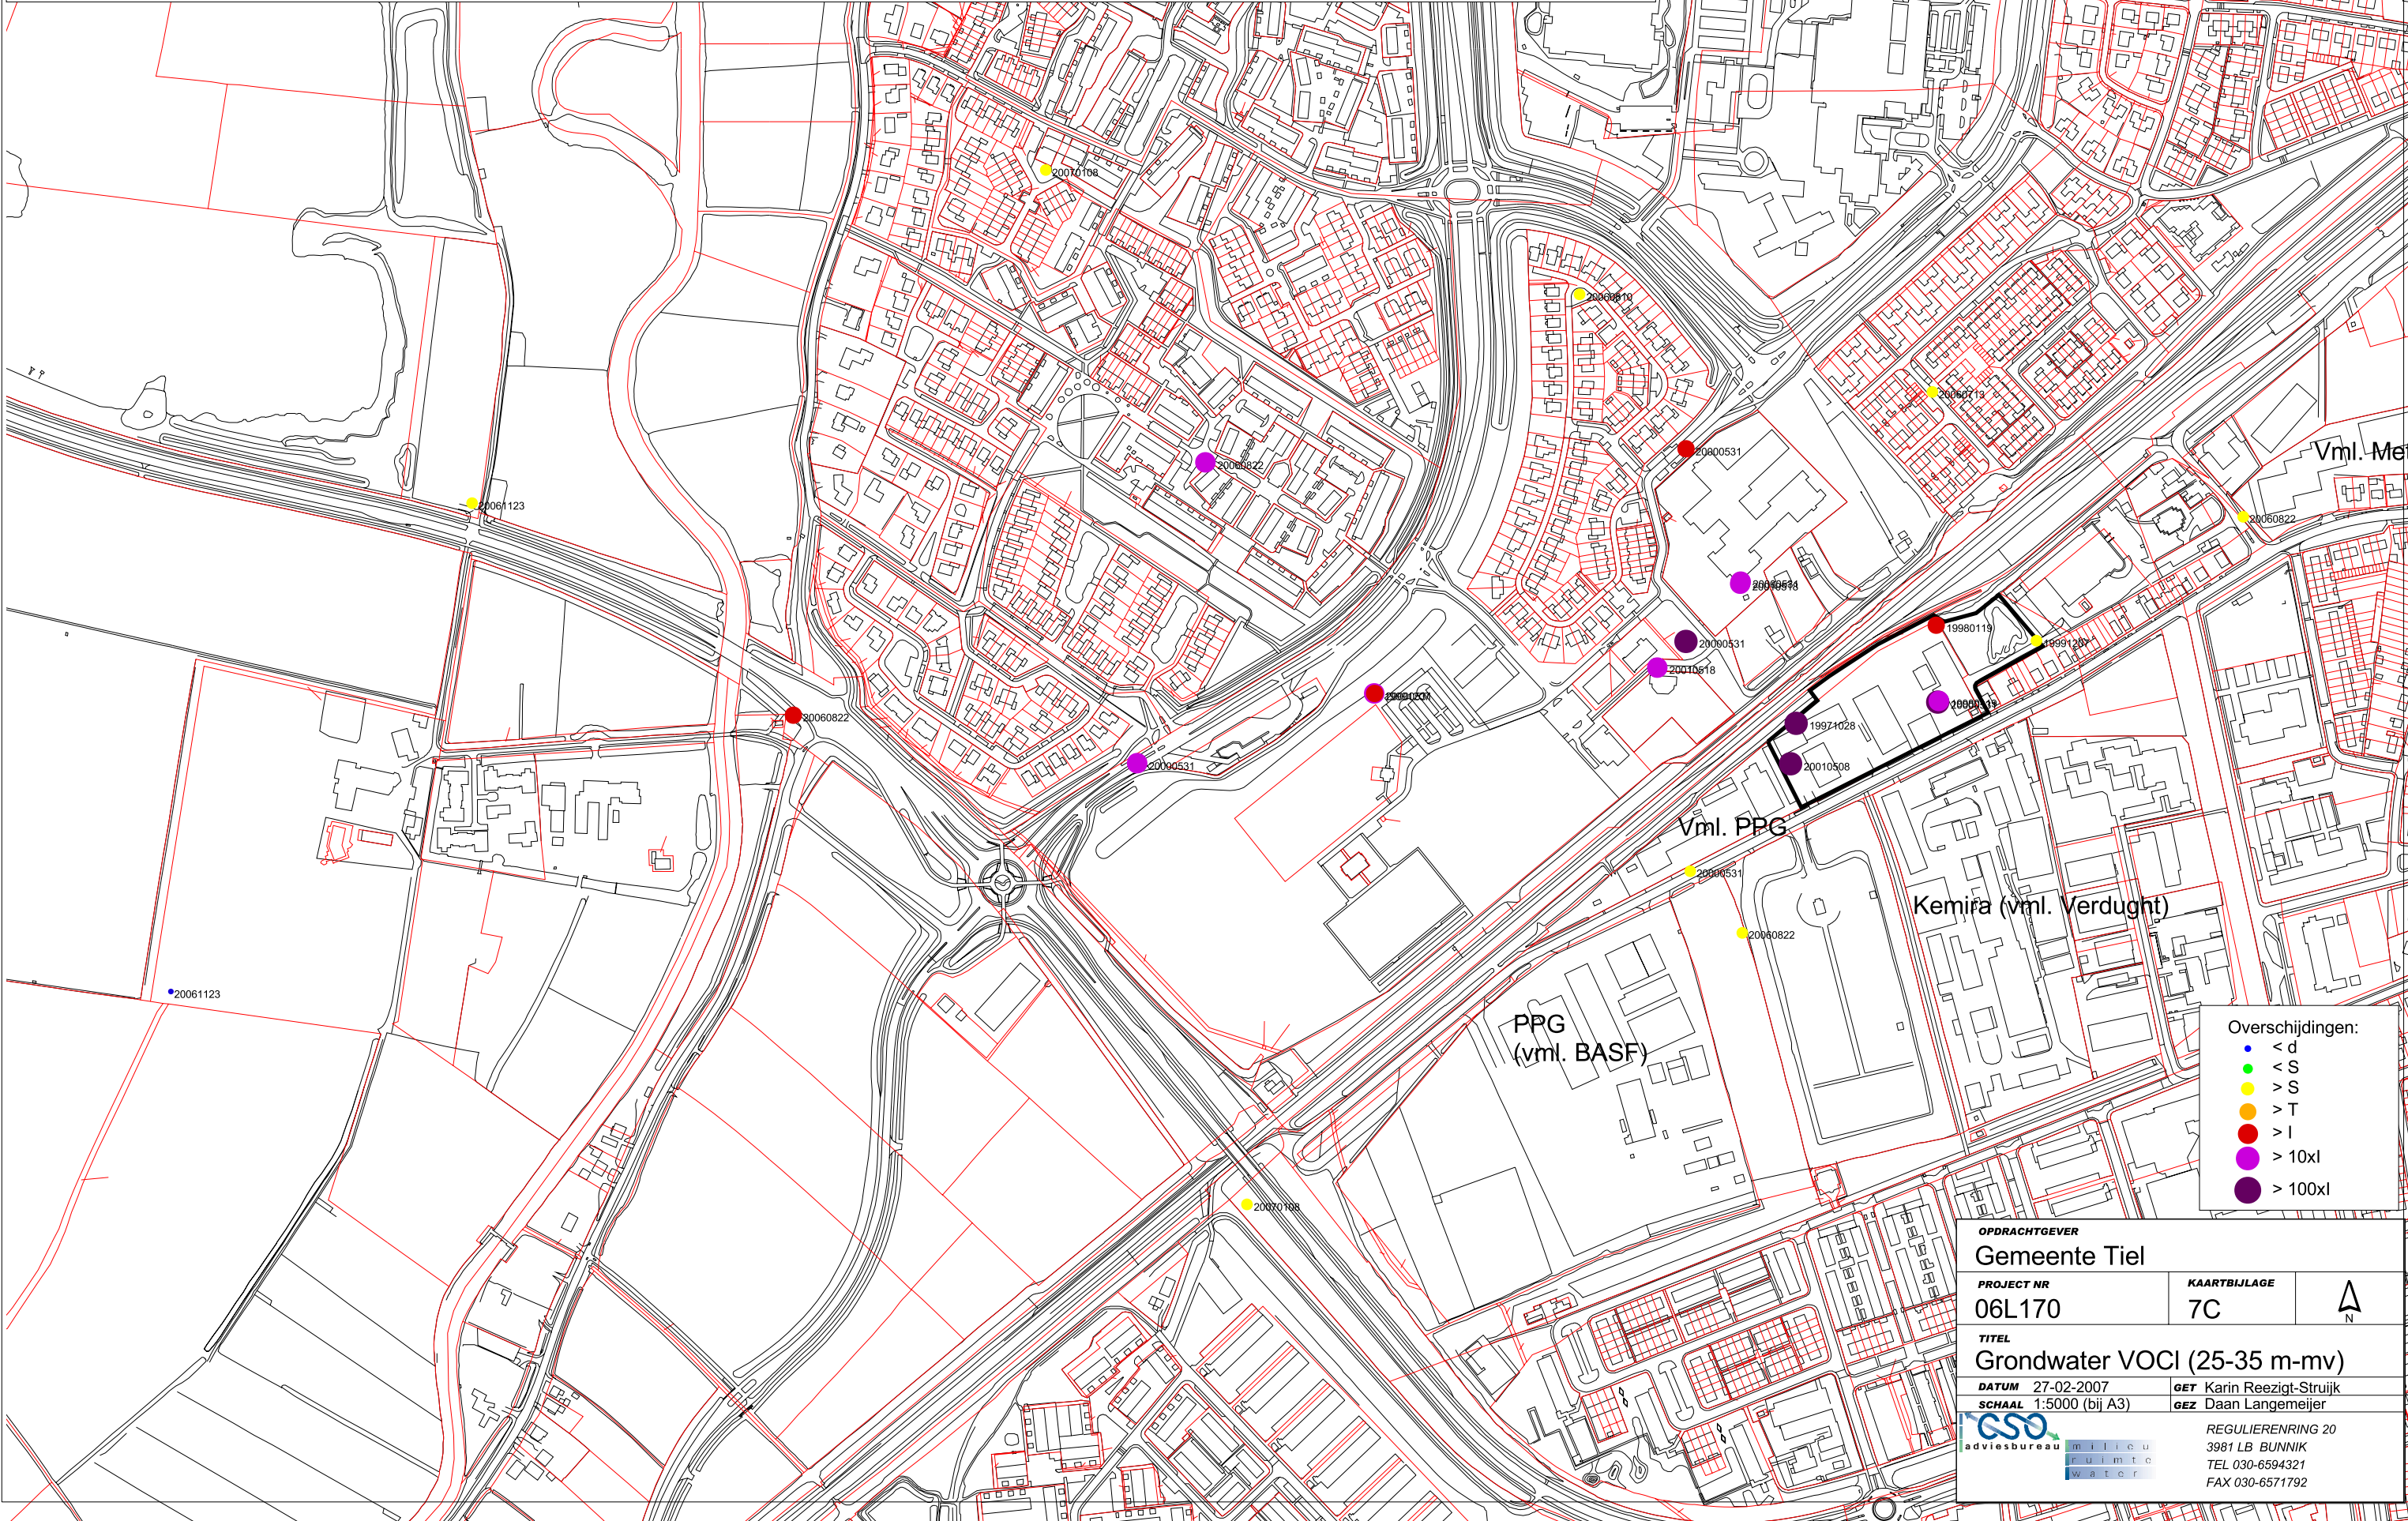 20070108
20060810
20060713
20000531
20060822
20061123
20060822
19980119
19991207
20000531
20010518
20060822
19971028
20000531
20010508
20000531
20060822
20061123
20070108
Vml. Met
Vml. PPG
Kemira (vml. Verdught)
PPG
(vml. BASF)
Overschijdingen:
< d
< S
> S
> T
> I
> 10xI
> 100xI
OPDRACHTGEVER
Gemeente Tiel
PROJECT NR KAARTBIJLAGE
06L170 7C
N
TITEL
Grondwater VOCl (25-35 m-mv)
DATUM 27-02-2007 GET Karin Reezigt-Struijk
SCHAAL 1:5000 (bij A3) GEZ Daan Langemeijer
CSO
adviesbureau
milieu
ruimte
water
REGULIERENRING 20
3981 LB BUNNIK
TEL 030-6594321
FAX 030-6571792